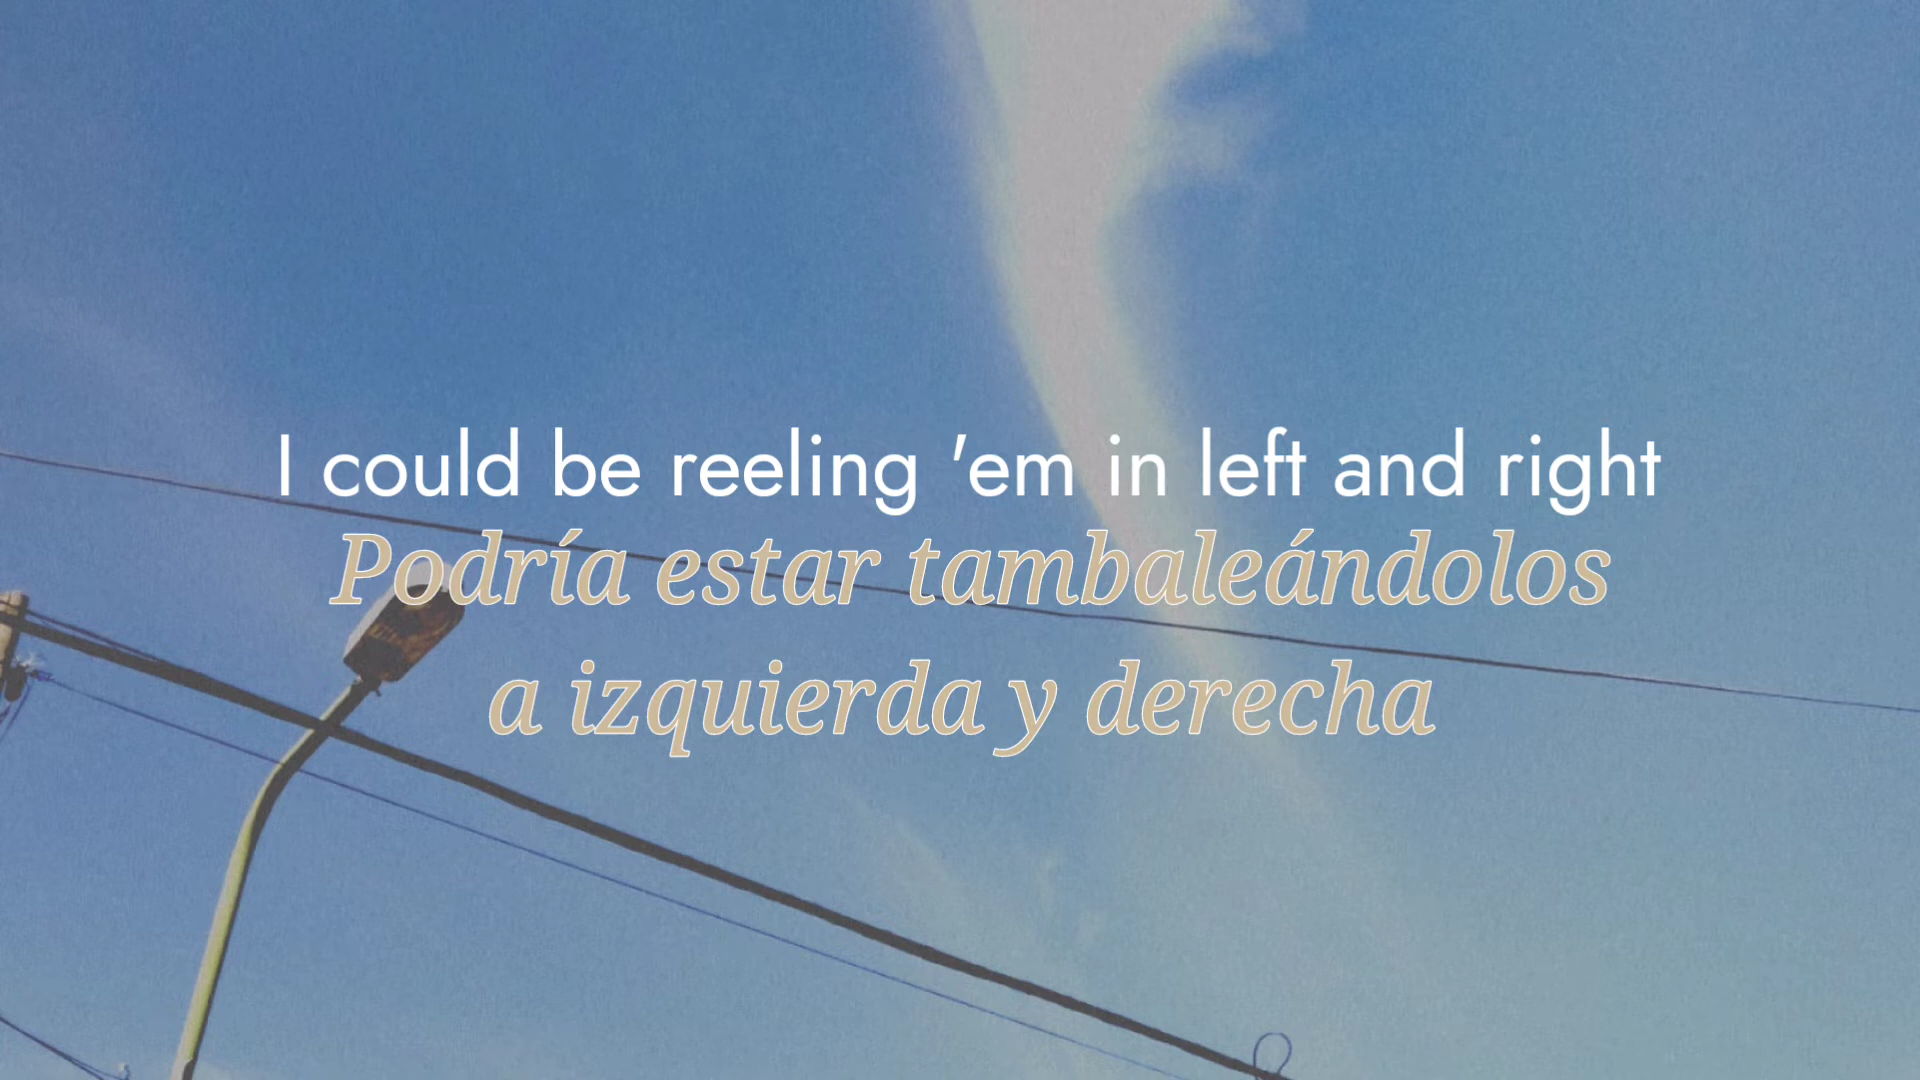 I could be reeling 'em in left and right
Podría estar tambaleándolos
a izquierda y derecha